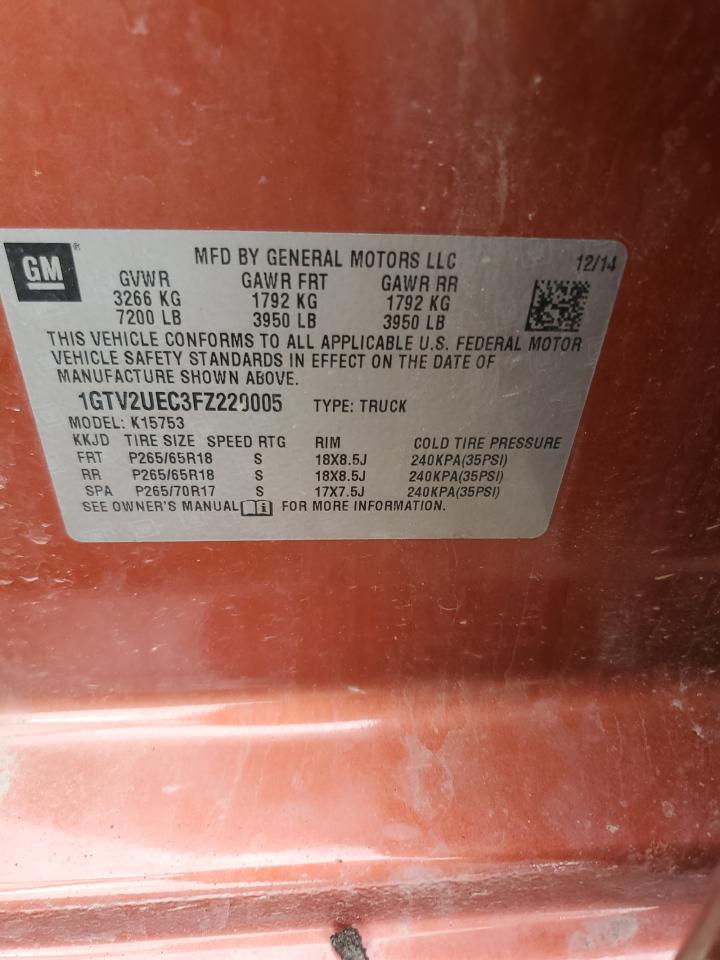 GM ®
MFD BY GENERAL MOTORS LLC 12/14
GVWR GAWR FRT GAWR RR
3266 KG 1792 KG 1792 KG
7200 LB 3950 LB 3950 LB
THIS VEHICLE CONFORMS TO ALL APPLICABLE U.S. FEDERAL MOTOR
VEHICLE SAFETY STANDARDS IN EFFECT ON THE DATE OF
MANUFACTURE SHOWN ABOVE.
1GTV2UEC3FZ220005 TYPE: TRUCK
MODEL: K15753
KKJD TIRE SIZE SPEED RTG RIM COLD TIRE PRESSURE
FRT P265/65R18 S 18X8.5J 240KPA(35PSI)
RR P265/65R18 S 18X8.5J 240KPA(35PSI)
SPA P265/70R17 S 17X7.5J 240KPA(35PSI)
SEE OWNER'S MANUAL i FOR MORE INFORMATION.